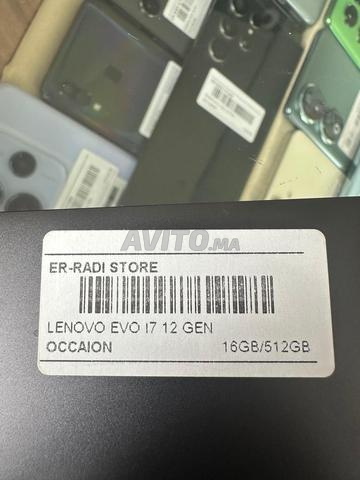 AVITO.MA
ER-RADI STORE
LENOVO EVO I7 12 GEN
OCCAION 16GB/512GB